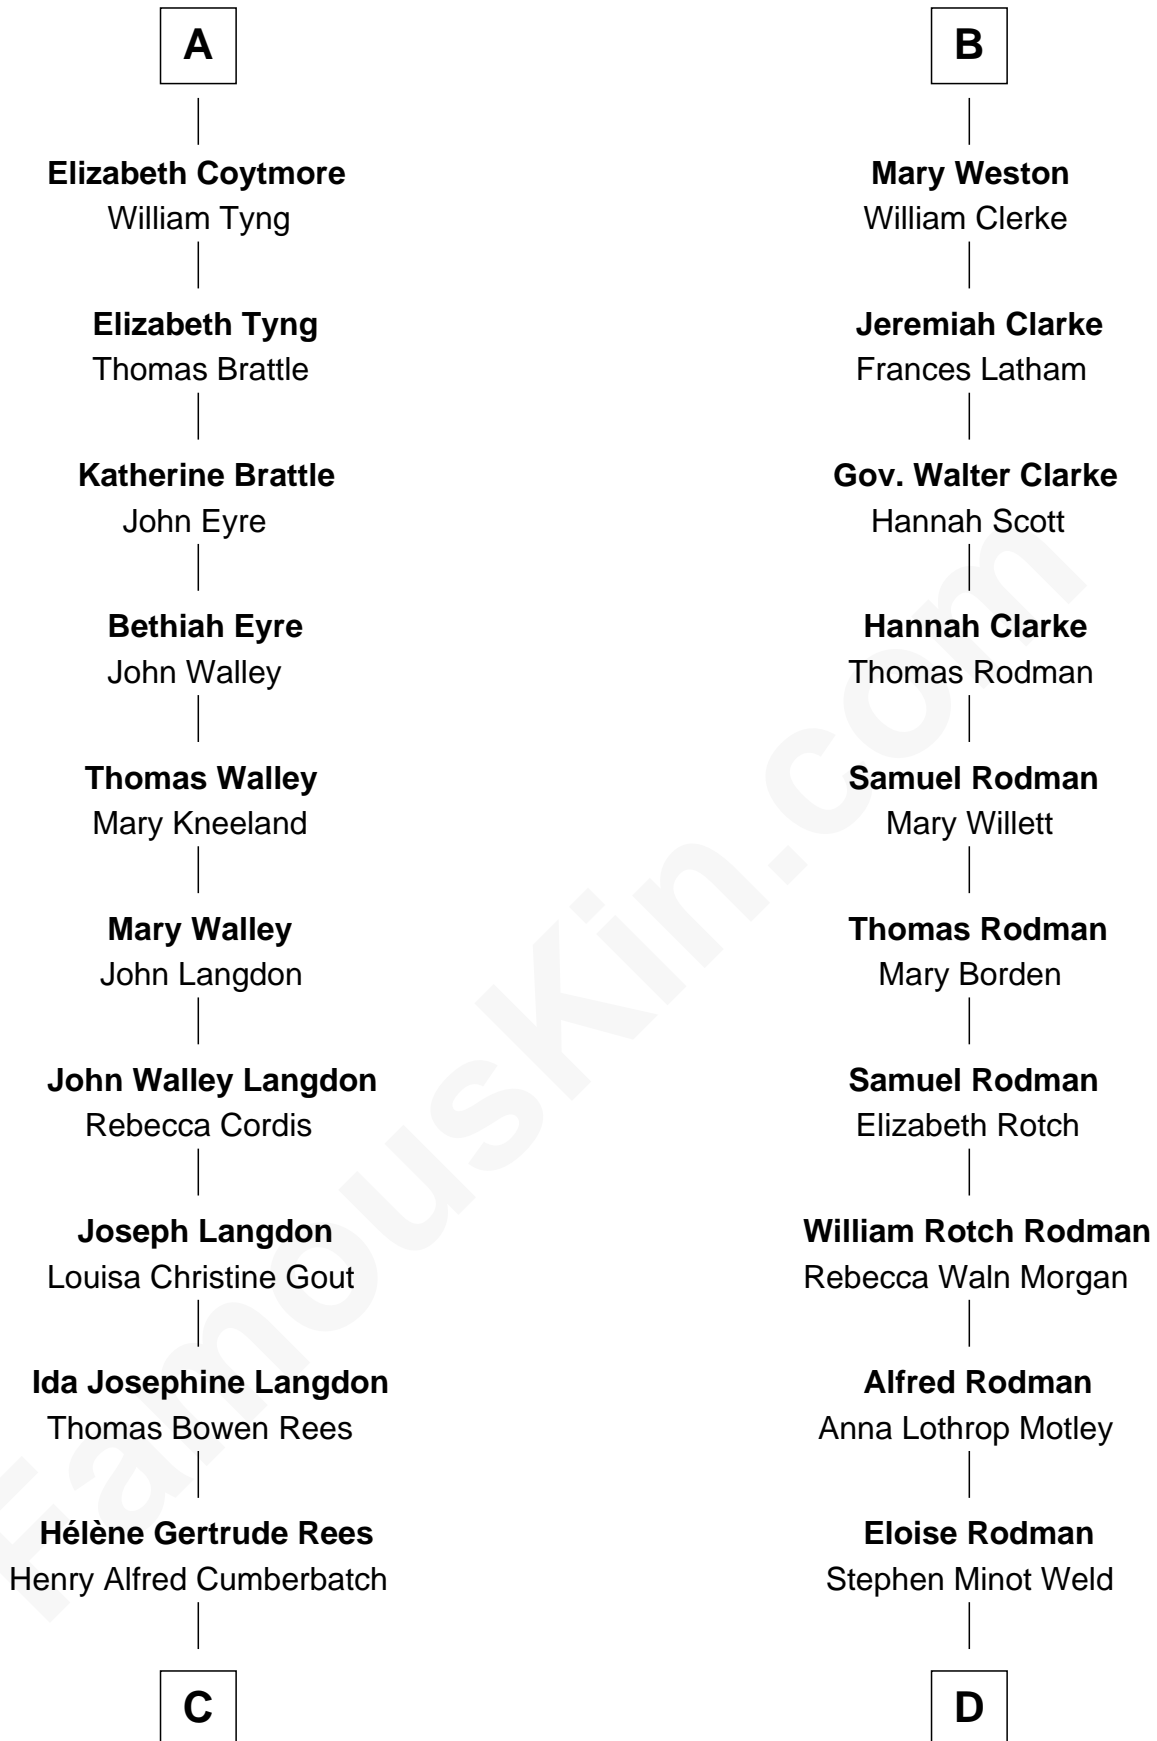 A
Elizabeth Coytmore
William Tyng
Elizabeth Tyng
Thomas Brattle
Katherine Brattle
John Eyre
Bethiah Eyre
John Walley
Thomas Walley
Mary Kneeland
Mary Walley
John Langdon
John Walley Langdon
Rebecca Cordis
Joseph Langdon
Louisa Christine Gout
Ida Josephine Langdon
Thomas Bowen Rees
Hélène Gertrude Rees
Henry Alfred Cumberbatch
C
B
Mary Weston
William Clerke
Jeremiah Clarke
Frances Latham
Gov. Walter Clarke
Hannah Scott
Hannah Clarke
Thomas Rodman
Samuel Rodman
Mary Willett
Thomas Rodman
Mary Borden
Samuel Rodman
Elizabeth Rotch
William Rotch Rodman
Rebecca Waln Morgan
Alfred Rodman
Anna Lothrop Motley
Eloise Rodman
Stephen Minot Weld
D
FamousKin.com